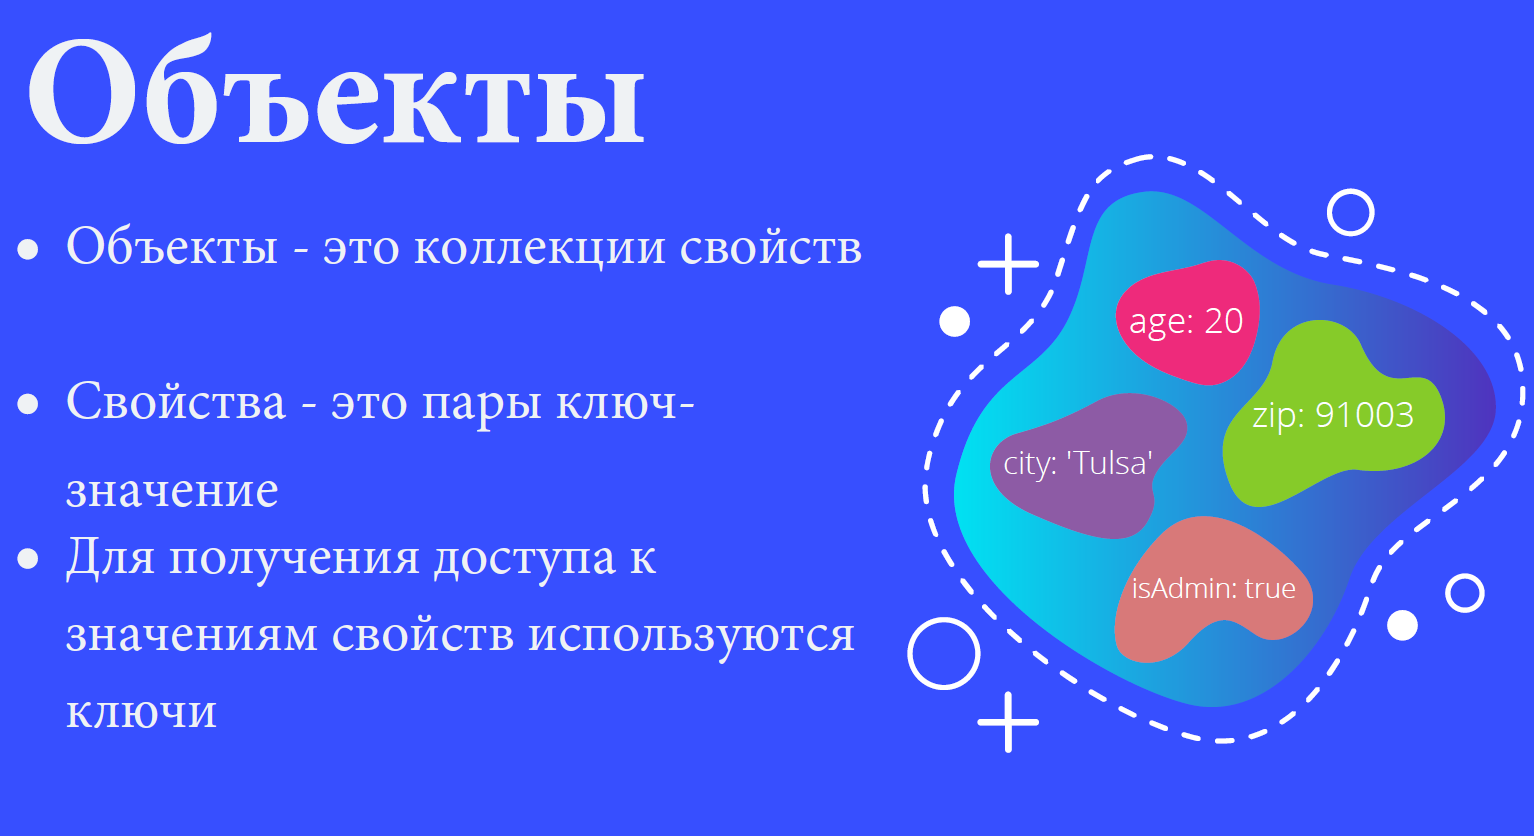 Объекты
• Объекты - это коллекции свойств
• Свойства - это пары ключ-
значение
• Для получения доступа к
значениям свойств используются
ключи
age: 20
zip: 91003
city: 'Tulsa'
isAdmin: true